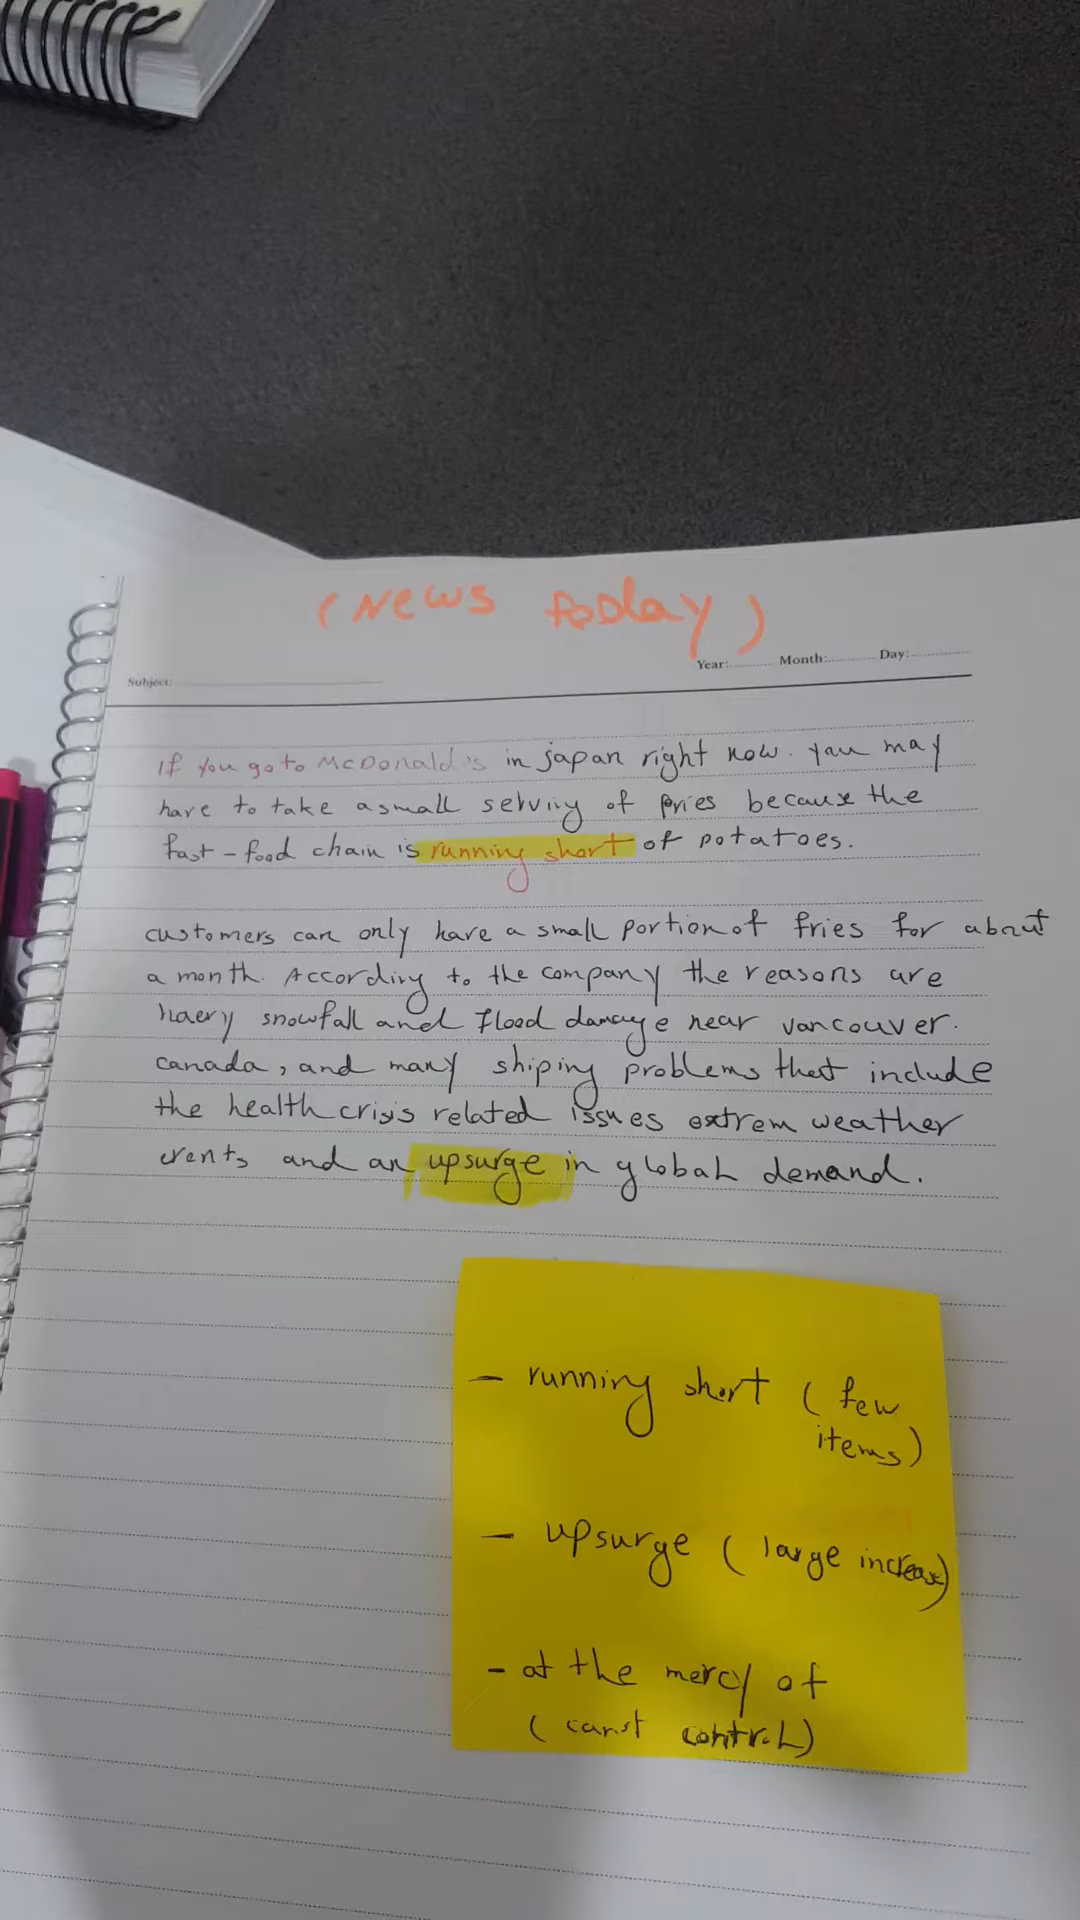 (News today)
Year: Month: Day:
Subject:
If you go to McDonald's in japan right now. you may
have to take a small serving of fries because the
fast-food chain is running short of potatoes.
customers can only have a small portion of fries for about
a month. According to the company the reasons are
heavy snowfall and flood damage near vancouver.
canada, and many shiping problems that include
the health crisis related issues extrem weather
events and an upsurge in global demand.
- running short (few
items)
- upsurge (large increase)
- at the mercy of
(can't control)